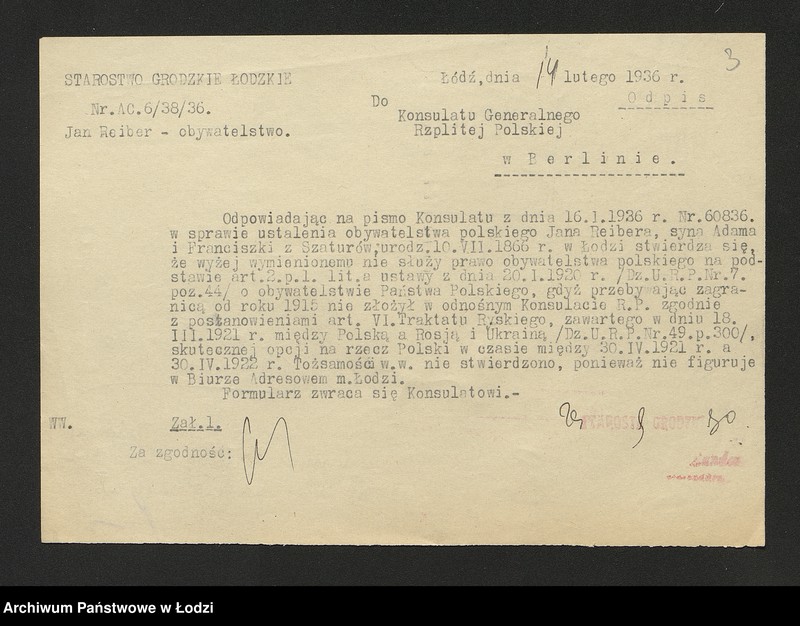 3
STAROSTWO GRODZKIE ŁODZKIE
Łódź,dnia 14 lutego 1936 r.
Nr.AC.6/38/36.
Odpis
Jan Reiber - obywatelstwo.
Do
Konsulatu Generalnego
Rzplitej Polskiej
w Berlinie.
Odpowiadając na pismo Konsulatu z dnia 16.I.1936 r. Nr.60836.
w sprawie ustalenia obywatelstwa polskiego Jana Reibera, syna Adama
i Franciszki z Szaturów,urodz.10.VII.1866 r. w Łodzi stwierdza się,
że wyżej wymienionemu nie służy prawo obywatelstwa polskiego na pod-
stawie art.2.p.1. lit.a ustawy z dnia 20.I.1920 r. /Dz.U.R.P.Nr.7.
poz.44/ o obywatelstwie Państwa Polskiego, gdyż przebywając zagra-
nicą od roku 1915 nie złożył w odnośnym Konsulacie R.P. zgodnie
z postanowieniami art. VI.Traktatu Ryskiego, zawartego w dniu 18.
III.1921 r. między Polską a Rosją i Ukrainą /Dz.U.R.P.Nr.49.p.300/,
skutecznej opcji na rzecz Polski w czasie między 30.IV.1921 r. a
30.IV.1922 r. Tożsamości w.w. nie stwierdzono, ponieważ nie figuruje
w Biurze Adresowem m.Łodzi.
Formularz zwraca się Konsulatowi.-
WW.
Zał.1.
STAROSTA GRODZKI
Za zgodność:
Archiwum Państwowe w Łodzi